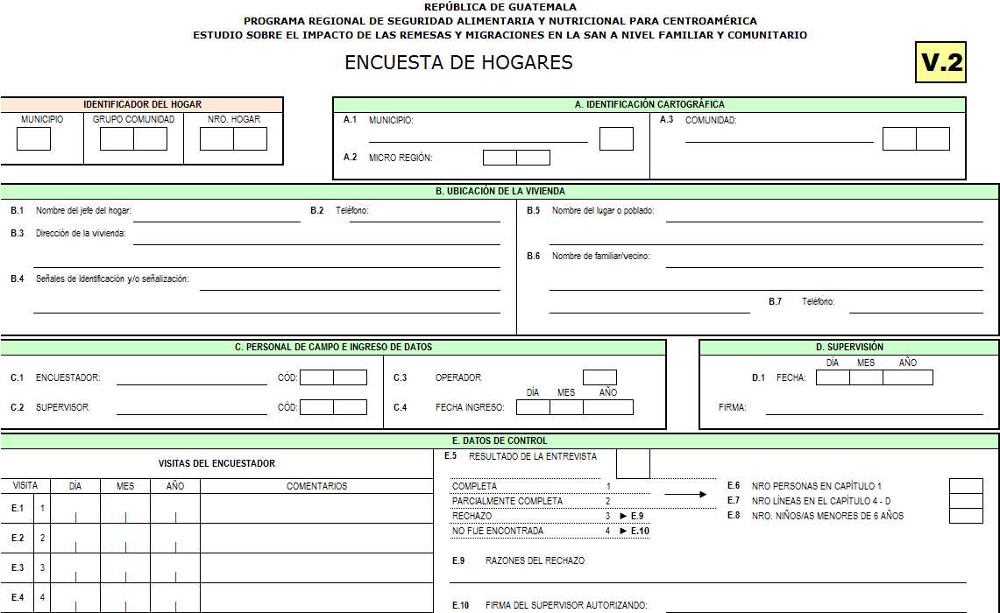 REPÚBLICA DE GUATEMALA
PROGRAMA REGIONAL DE SEGURIDAD ALIMENTARIA Y NUTRICIONAL PARA CENTROAMÉRICA
ESTUDIO SOBRE EL IMPACTO DE LAS REMESAS Y MIGRACIONES EN LA SAN A NIVEL FAMILIAR Y COMUNITARIO
ENCUESTA DE HOGARES
V.2
IDENTIFICADOR DEL HOGAR
MUNICIPIO GRUPO COMUNIDAD NRO. HOGAR
A. IDENTIFICACIÓN CARTOGRÁFICA
A.1 MUNICIPIO:
A.2 MICRO REGIÓN:
A.3 COMUNIDAD:
B. UBICACIÓN DE LA VIVIENDA
B.1 Nombre del jefe del hogar:
B.2 Teléfono:
B.3 Dirección de la vivienda:
B.4 Señales de Identificación y/o señalización:
B.5 Nombre del lugar o poblado:
B.6 Nombre de familiar/vecino:
B.7 Teléfono:
C. PERSONAL DE CAMPO E INGRESO DE DATOS
C.1 ENCUESTADOR: CÓD:
C.2 SUPERVISOR CÓD:
C.3 OPERADOR
DÍA MES AÑO
C.4 FECHA INGRESO:
D. SUPERVISIÓN
DÍA MES AÑO
D.1 FECHA:
FIRMA:
E. DATOS DE CONTROL
VISITAS DEL ENCUESTADOR
VISITA DÍA MES AÑO COMENTARIOS
E.1 1
E.2 2
E.3 3
E.4 4
E.5 RESULTADO DE LA ENTREVISTA
COMPLETA 1
PARCIALMENTE COMPLETA 2
RECHAZO 3 ► E.9
NO FUE ENCONTRADA 4 ► E.10
E.6 NRO PERSONAS EN CAPÍTULO 1
E.7 NRO LÍNEAS EN EL CAPÍTULO 4 - D
E.8 NRO. NIÑOS/AS MENORES DE 6 AÑOS
E.9 RAZONES DEL RECHAZO
E.10 FIRMA DEL SUPERVISOR AUTORIZANDO: